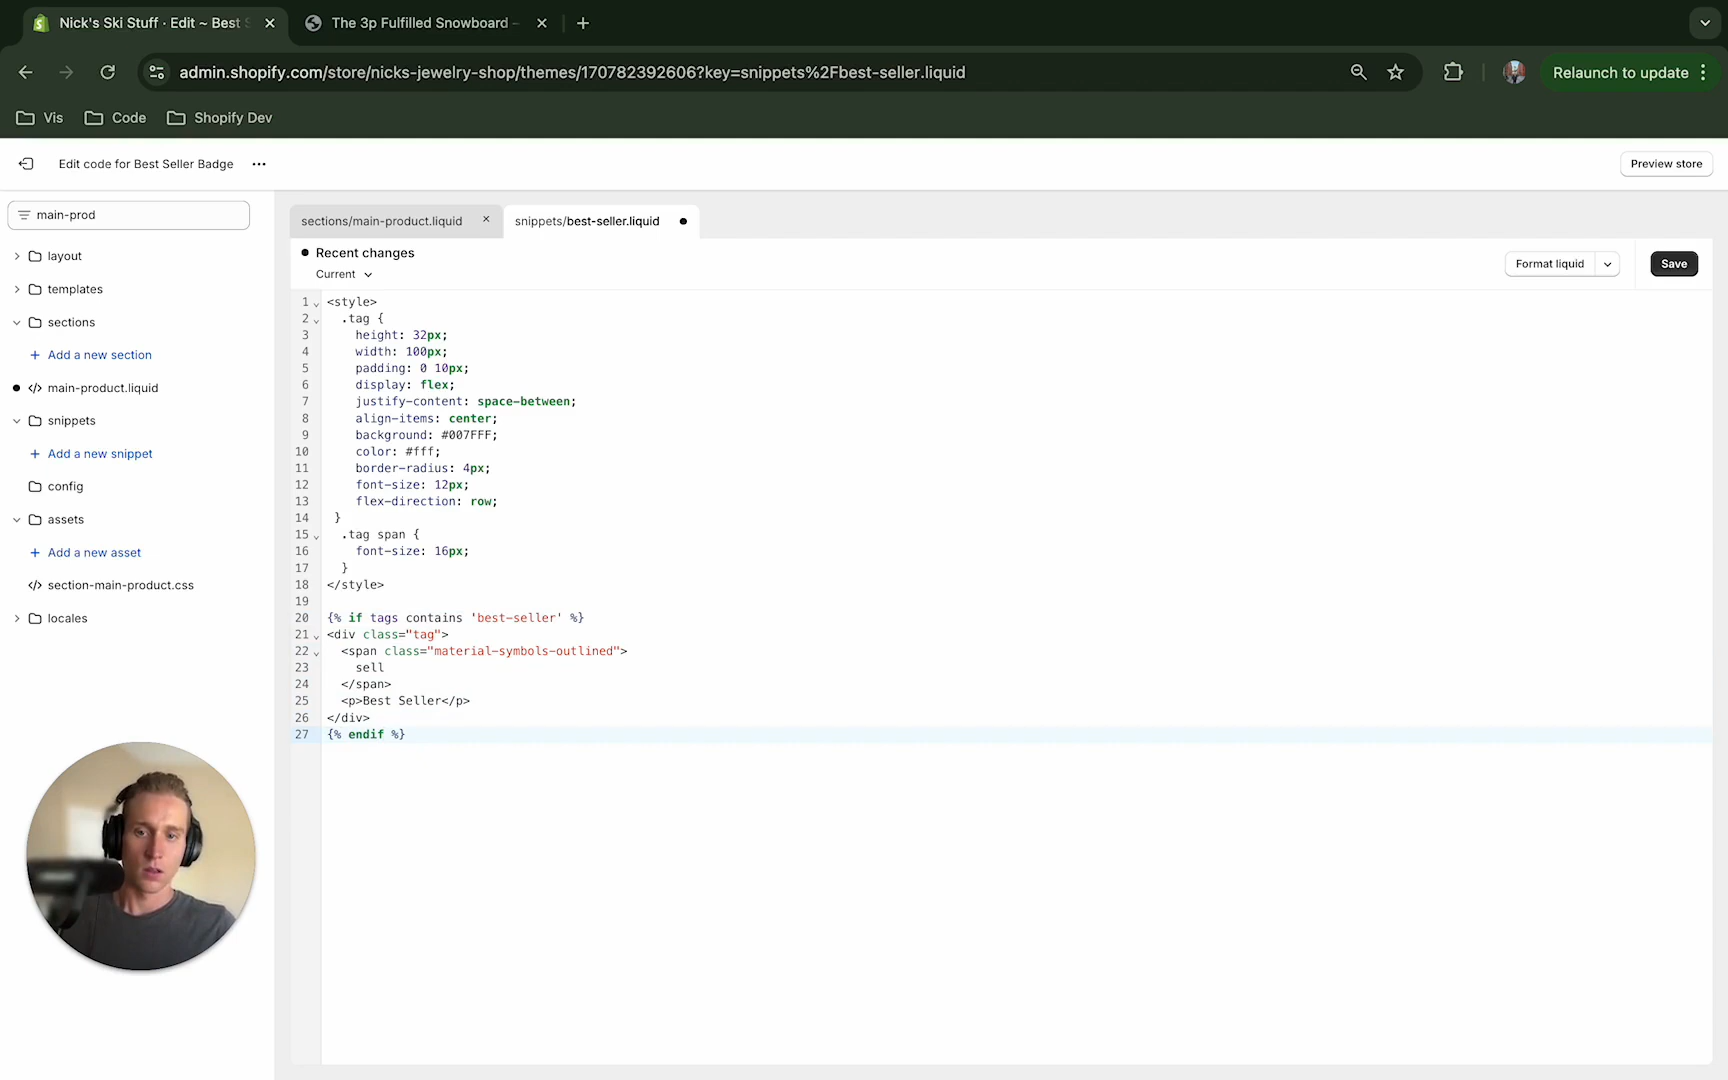 Nick's Ski Stuff · Edit ~ Best S
The 3p Fulfilled Snowboard –
admin.shopify.com/store/nicks-jewelry-shop/themes/170782392606?key=snippets%2Fbest-seller.liquid
Relaunch to update
Vis
Code
Shopify Dev
Edit code for Best Seller Badge
Preview store
main-prod
layout
templates
sections
Add a new section
main-product.liquid
snippets
Add a new snippet
config
assets
Add a new asset
section-main-product.css
locales
sections/main-product.liquid
snippets/best-seller.liquid
Recent changes
Current
Format liquid
Save
1 <style>
2 .tag {
3 height: 32px;
4 width: 100px;
5 padding: 0 10px;
6 display: flex;
7 justify-content: space-between;
8 align-items: center;
9 background: #007FFF;
10 color: #fff;
11 border-radius: 4px;
12 font-size: 12px;
13 flex-direction: row;
14 }
15 .tag span {
16 font-size: 16px;
17 }
18 </style>
19
20 {% if tags contains 'best-seller' %}
21 <div class="tag">
22 <span class="material-symbols-outlined">
23 sell
24 </span>
25 <p>Best Seller</p>
26 </div>
27 {% endif %}